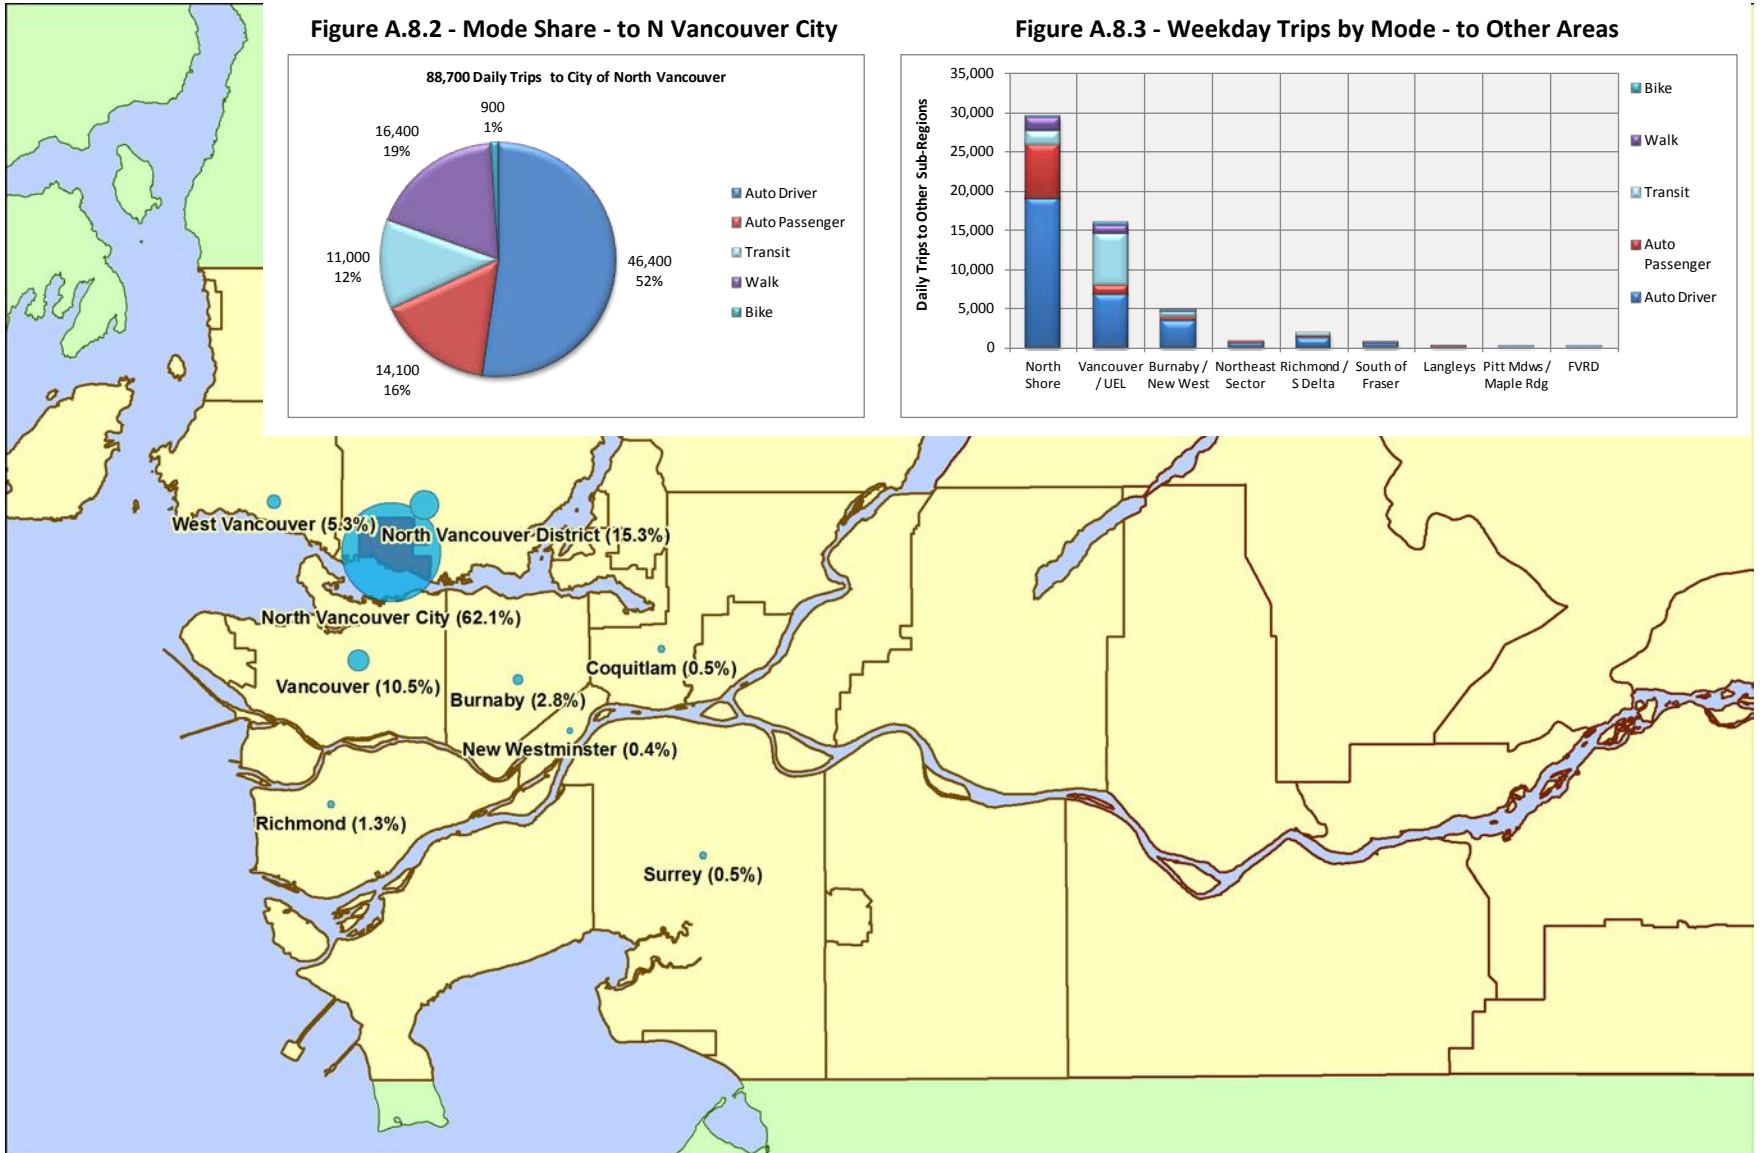 Figure A.8.2 - Mode Share - to N Vancouver City
88,700 Daily Trips to City of North Vancouver
900
1%
16,400
19%
11,000
12%
14,100
16%
46,400
52%
Auto Driver
Auto Passenger
Transit
Walk
Bike
Figure A.8.3 - Weekday Trips by Mode - to Other Areas
Daily Trips to Other Sub-Regions
35,000
30,000
25,000
20,000
15,000
10,000
5,000
0
North
Shore
Vancouver
/ UEL
Burnaby /
New West
Northeast
Sector
Richmond /
S Delta
South of
Fraser
Langleys
Pitt Mdws /
Maple Rdg
FVRD
Bike
Walk
Transit
Auto
Passenger
Auto Driver
West Vancouver (5.3%)
North Vancouver District (15.3%)
North Vancouver City (62.1%)
Vancouver (10.5%)
Burnaby (2.8%)
Coquitlam (0.5%)
New Westminster (0.4%)
Richmond (1.3%)
Surrey (0.5%)